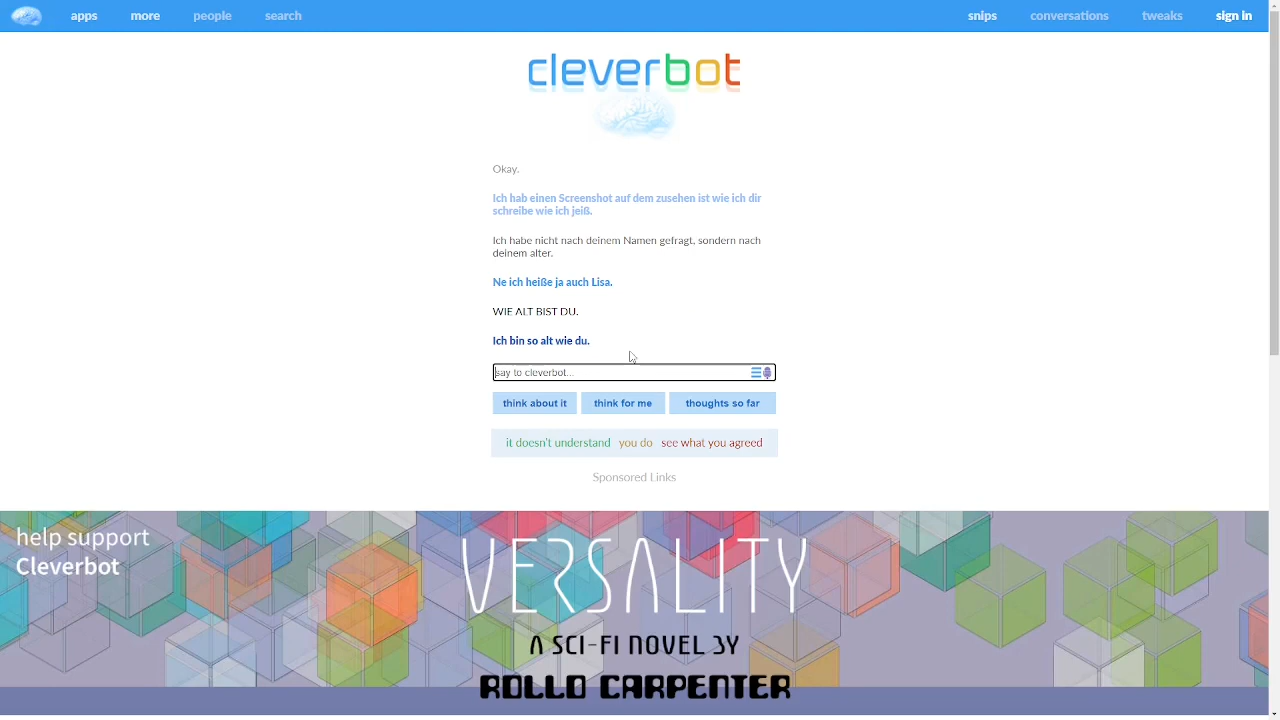 apps more people search snips conversations tweaks sign in
cleverbot
Okay.
Ich hab einen Screenshot auf dem zusehen ist wie ich dir
schreibe wie ich jeiß.
Ich habe nicht nach deinem Namen gefragt, sondern nach
deinem alter.
Ne ich heiße ja auch Lisa.
WIE ALT BIST DU.
Ich bin so alt wie du.
say to cleverbot...
think about it think for me thoughts so far
it doesn't understand you do see what you agreed
Sponsored Links
help support
Cleverbot
VERSALITY
A SCI-FI NOVEL BY
ROLLO CARPENTER